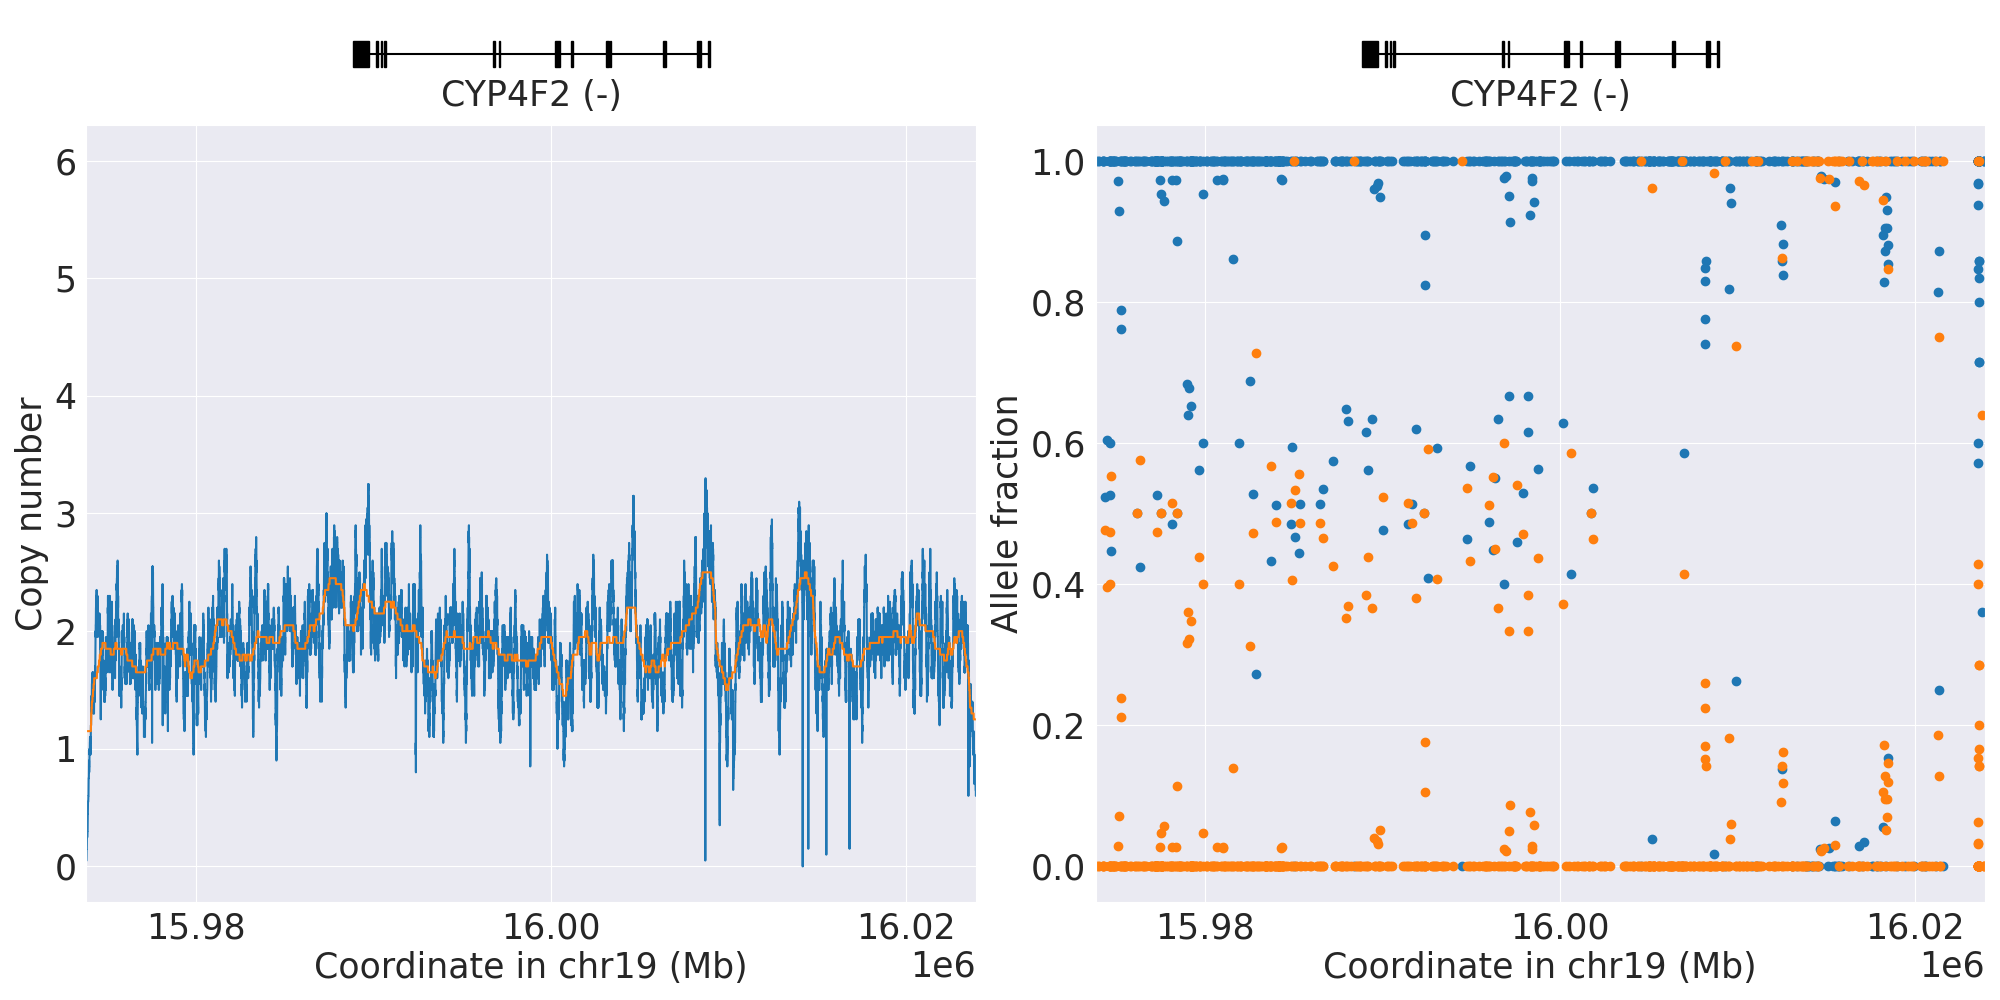 CYP4F2 (-)
6
5
4
3
2
1
0
Copy number
15.98
16.00
16.02
Coordinate in chr19 (Mb)
1e6
CYP4F2 (-)
1.0
0.8
0.6
0.4
0.2
0.0
Allele fraction
15.98
16.00
16.02
Coordinate in chr19 (Mb)
1e6